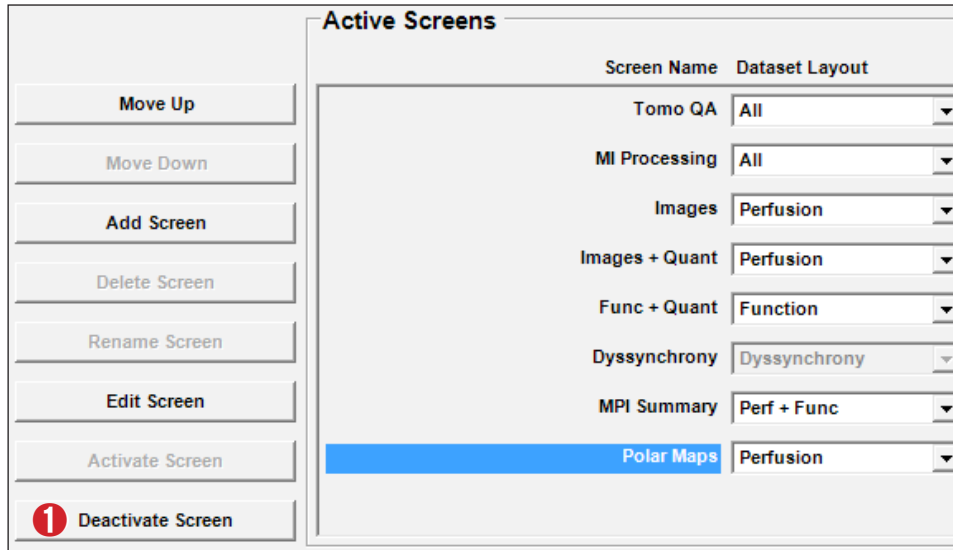 Active Screens
Screen Name Dataset Layout
Move Up
Tomo QA All
Move Down
MI Processing All
Add Screen
Images Perfusion
Delete Screen
Images + Quant Perfusion
Rename Screen
Func + Quant Function
Edit Screen
Dyssynchrony Dyssynchrony
Activate Screen
MPI Summary Perf + Func
1 Deactivate Screen
Polar Maps Perfusion